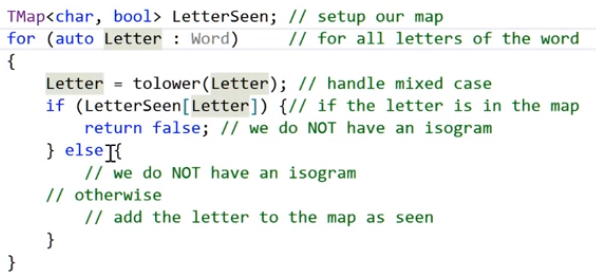 TMap<char, bool> LetterSeen; // setup our map
for (auto Letter : Word)      // for all letters of the word
{
    Letter = tolower(Letter); // handle mixed case
    if (LetterSeen[Letter]) {// if the letter is in the map
        return false; // we do NOT have an isogram
    } else {
        // we do NOT have an isogram
    // otherwise
        // add the letter to the map as seen
    }
}